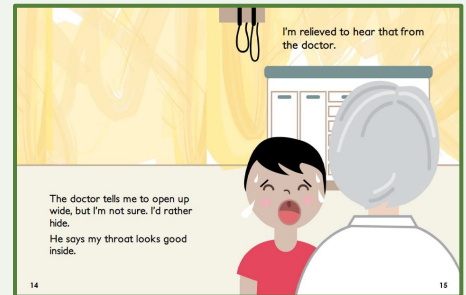 The doctor tells me to open up
wide, but I'm not sure. I'd rather
hide.
He says my throat looks good
inside.
14
I'm relieved to hear that from
the doctor.
15